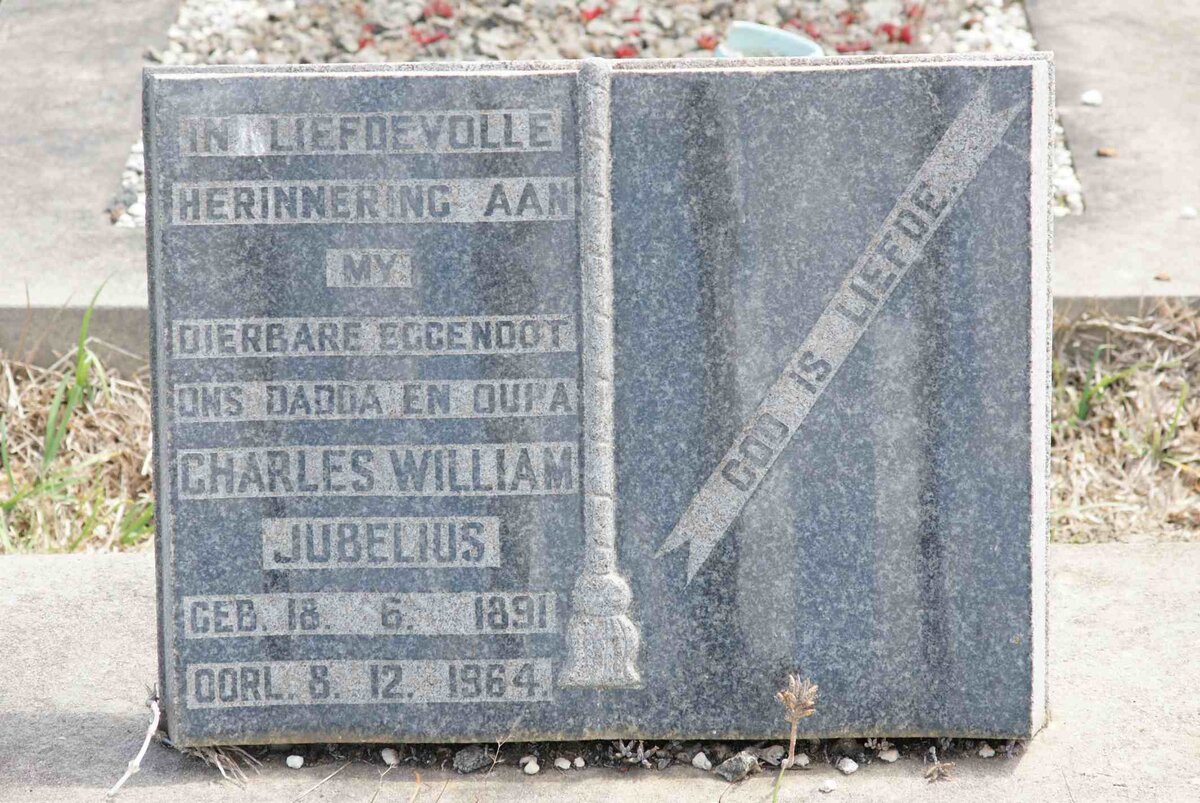 IN LIEFDEVOLLE
HERINNERING AAN
MY
DIERBARE EGGENOOT
ONS DADDA EN OUPA
CHARLES WILLIAM
JUBELIUS
GEB. 18. 6. 1891
OORL. 8. 12. 1964.
GOD IS LIEFDE.